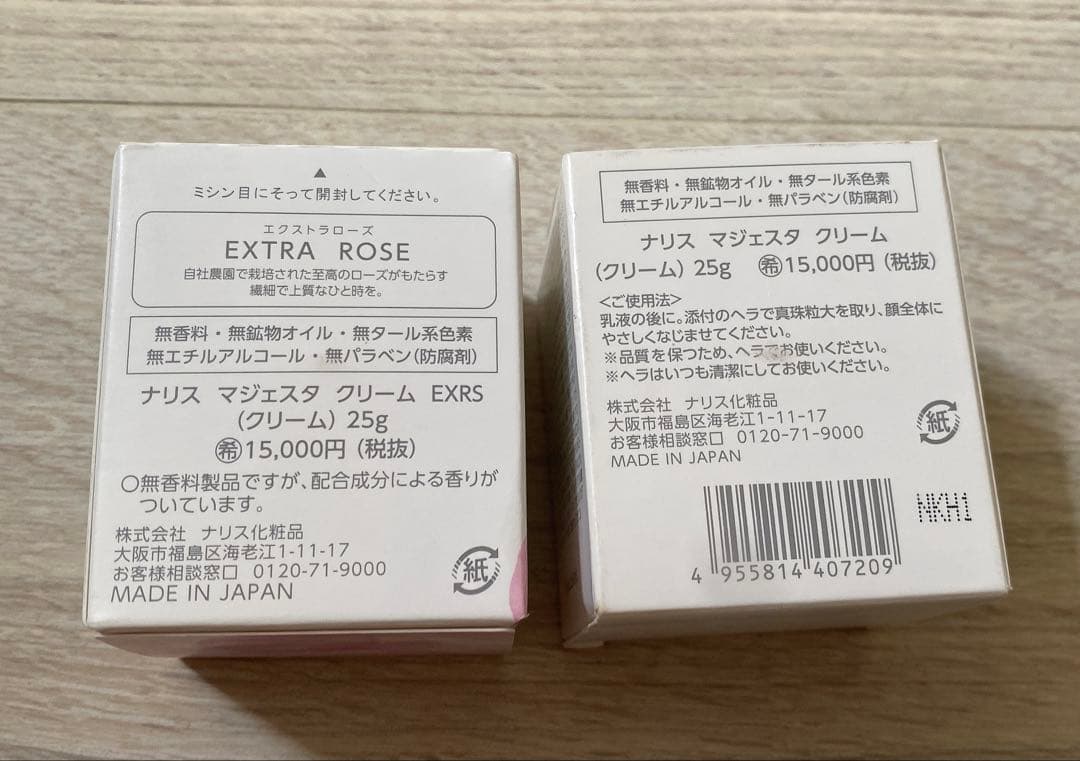 ▲
ミシン目にそって開封してください。
エクストラローズ
EXTRA ROSE
自社農園で栽培された至高のローズがもたらす
繊細で上質なひと時を。
無香料・無鉱物オイル・無タール系色素
無エチルアルコール・無パラベン(防腐剤)
ナリス マジェスタ クリーム EXRS
(クリーム) 25g
㊒15,000円 (税抜)
○無香料製品ですが、配合成分による香りが
ついています。
株式会社 ナリス化粧品
大阪市福島区海老江1-11-17
お客様相談窓口 0120-71-9000
MADE IN JAPAN
紙
無香料・無鉱物オイル・無タール系色素
無エチルアルコール・無パラベン(防腐剤)
ナリス マジェスタ クリーム
(クリーム) 25g 希15,000円 (税抜)
<ご使用法>
乳液の後に。添付のヘラで真珠粒大を取り、顔全体に
やさしくなじませてください。
※品質を保つため、ヘラでお使いください。
※ヘラはいつも清潔にしてお使いください。
株式会社 ナリス化粧品
大阪市福島区海老江1-11-17
お客様相談窓口 0120-71-9000
MADE IN JAPAN
紙
NKH1
4 955814 407209